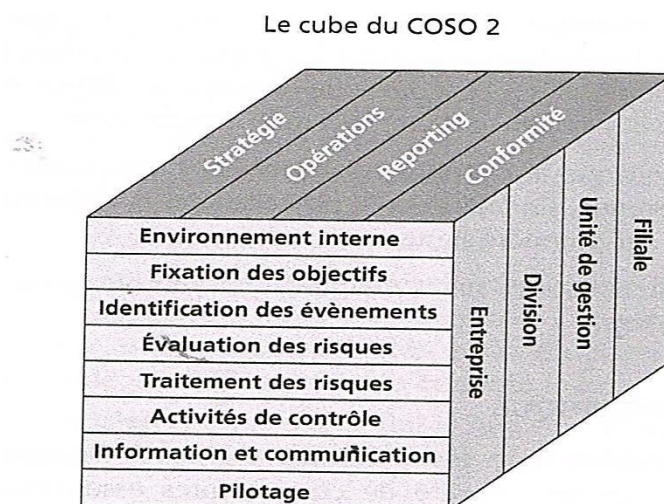 Le cube du COSO 2
Stratégie
Opérations
Reporting
Conformité
Environnement interne
Fixation des objectifs
Identification des évènements
Évaluation des risques
Traitement des risques
Activités de contrôle
Information et communication
Pilotage
Entreprise
Division
Unité de gestion
Filiale